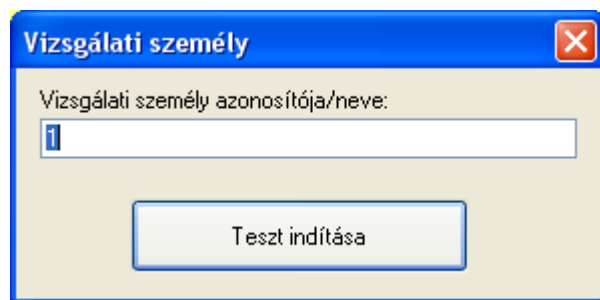 Vizsgálati személy
Vizsgálati személy azonosítója/neve:
1
Teszt indítása